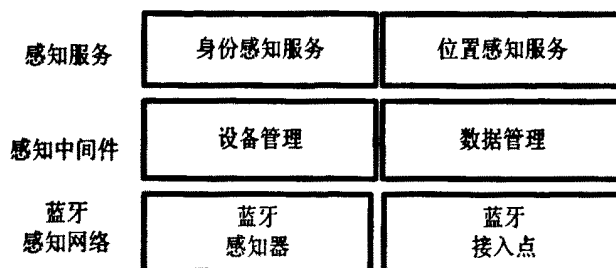 感知服务
身份感知服务
位置感知服务
感知中间件
设备管理
数据管理
蓝牙
感知网络
蓝牙
感知器
蓝牙
接入点